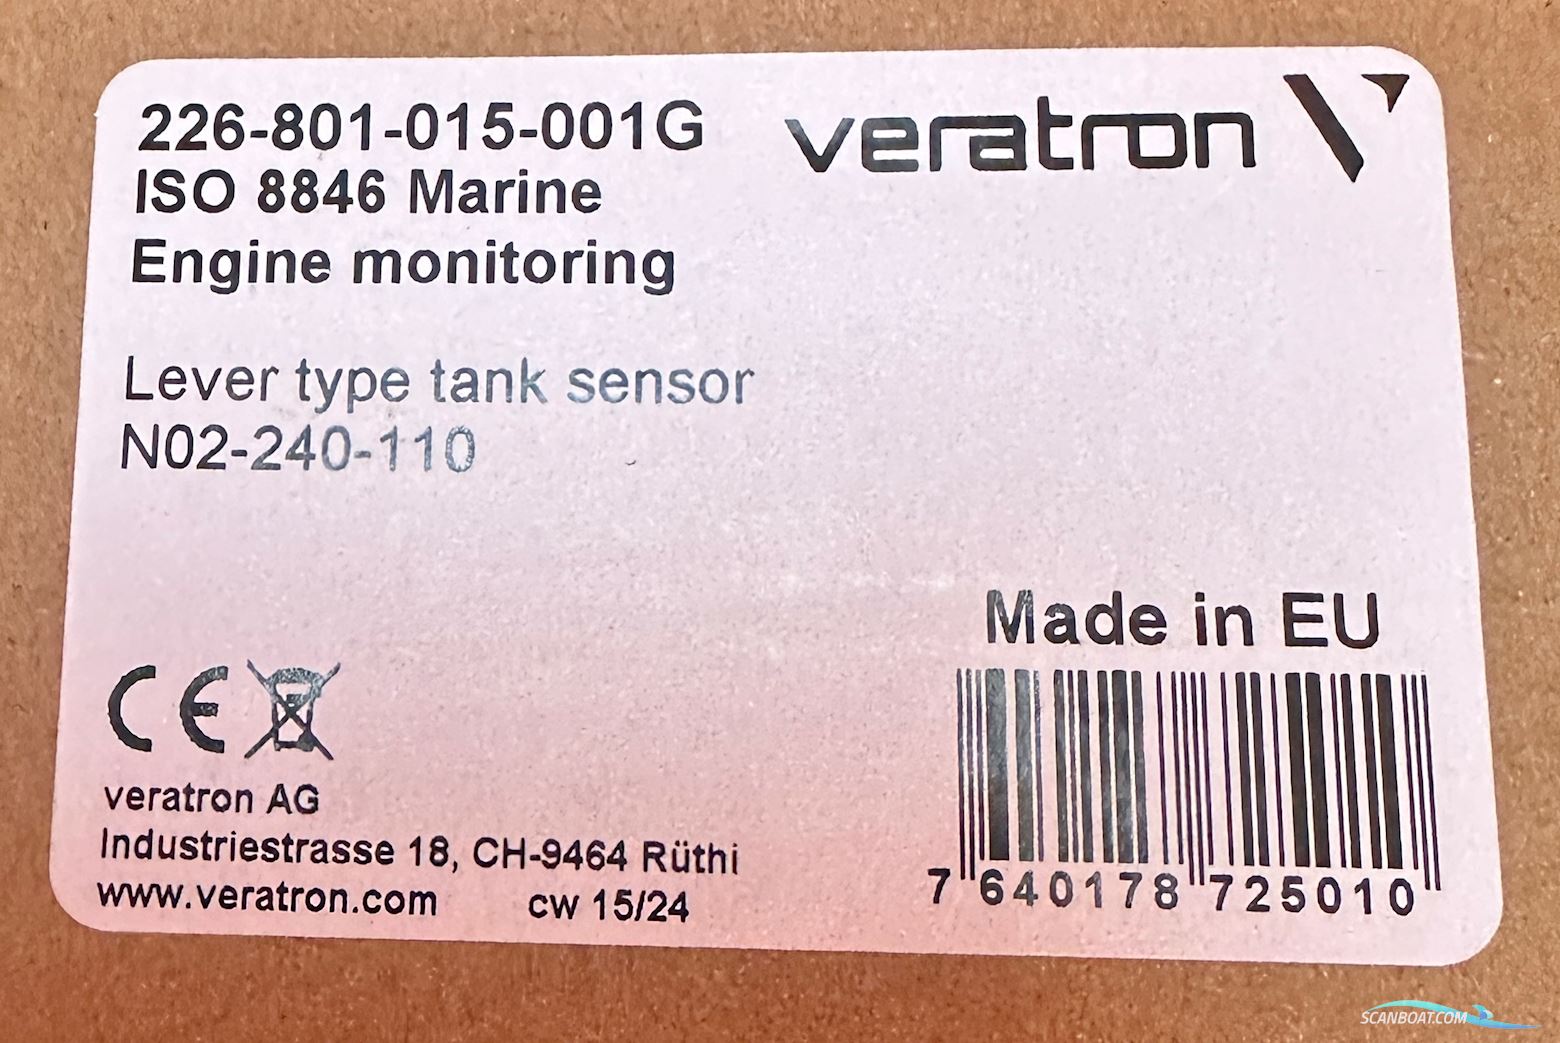 226-801-015-001G
ISO 8846 Marine
Engine monitoring
veratron
Lever type tank sensor
N02-240-110
Made in EU
CE
veratron AG
Industriestrasse 18, CH-9464 Rüthi
www.veratron.com cw 15/24
7 640178 725010
SCANBOAT.COM